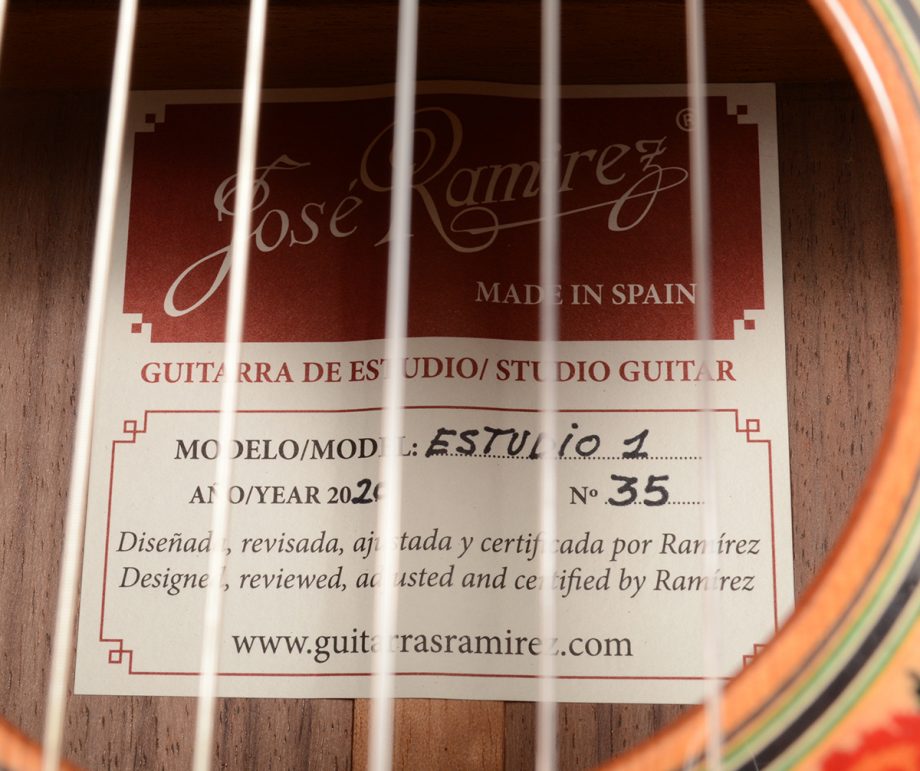 José Ramírez ®
MADE IN SPAIN
GUITARRA DE ESTUDIO/ STUDIO GUITAR
MODELO/MODEL: ESTUDIO 1
AÑO/YEAR 2020 Nº 35
Diseñada, revisada, ajustada y certificada por Ramírez
Designed, reviewed, adjusted and certified by Ramírez
www.guitarrasramirez.com